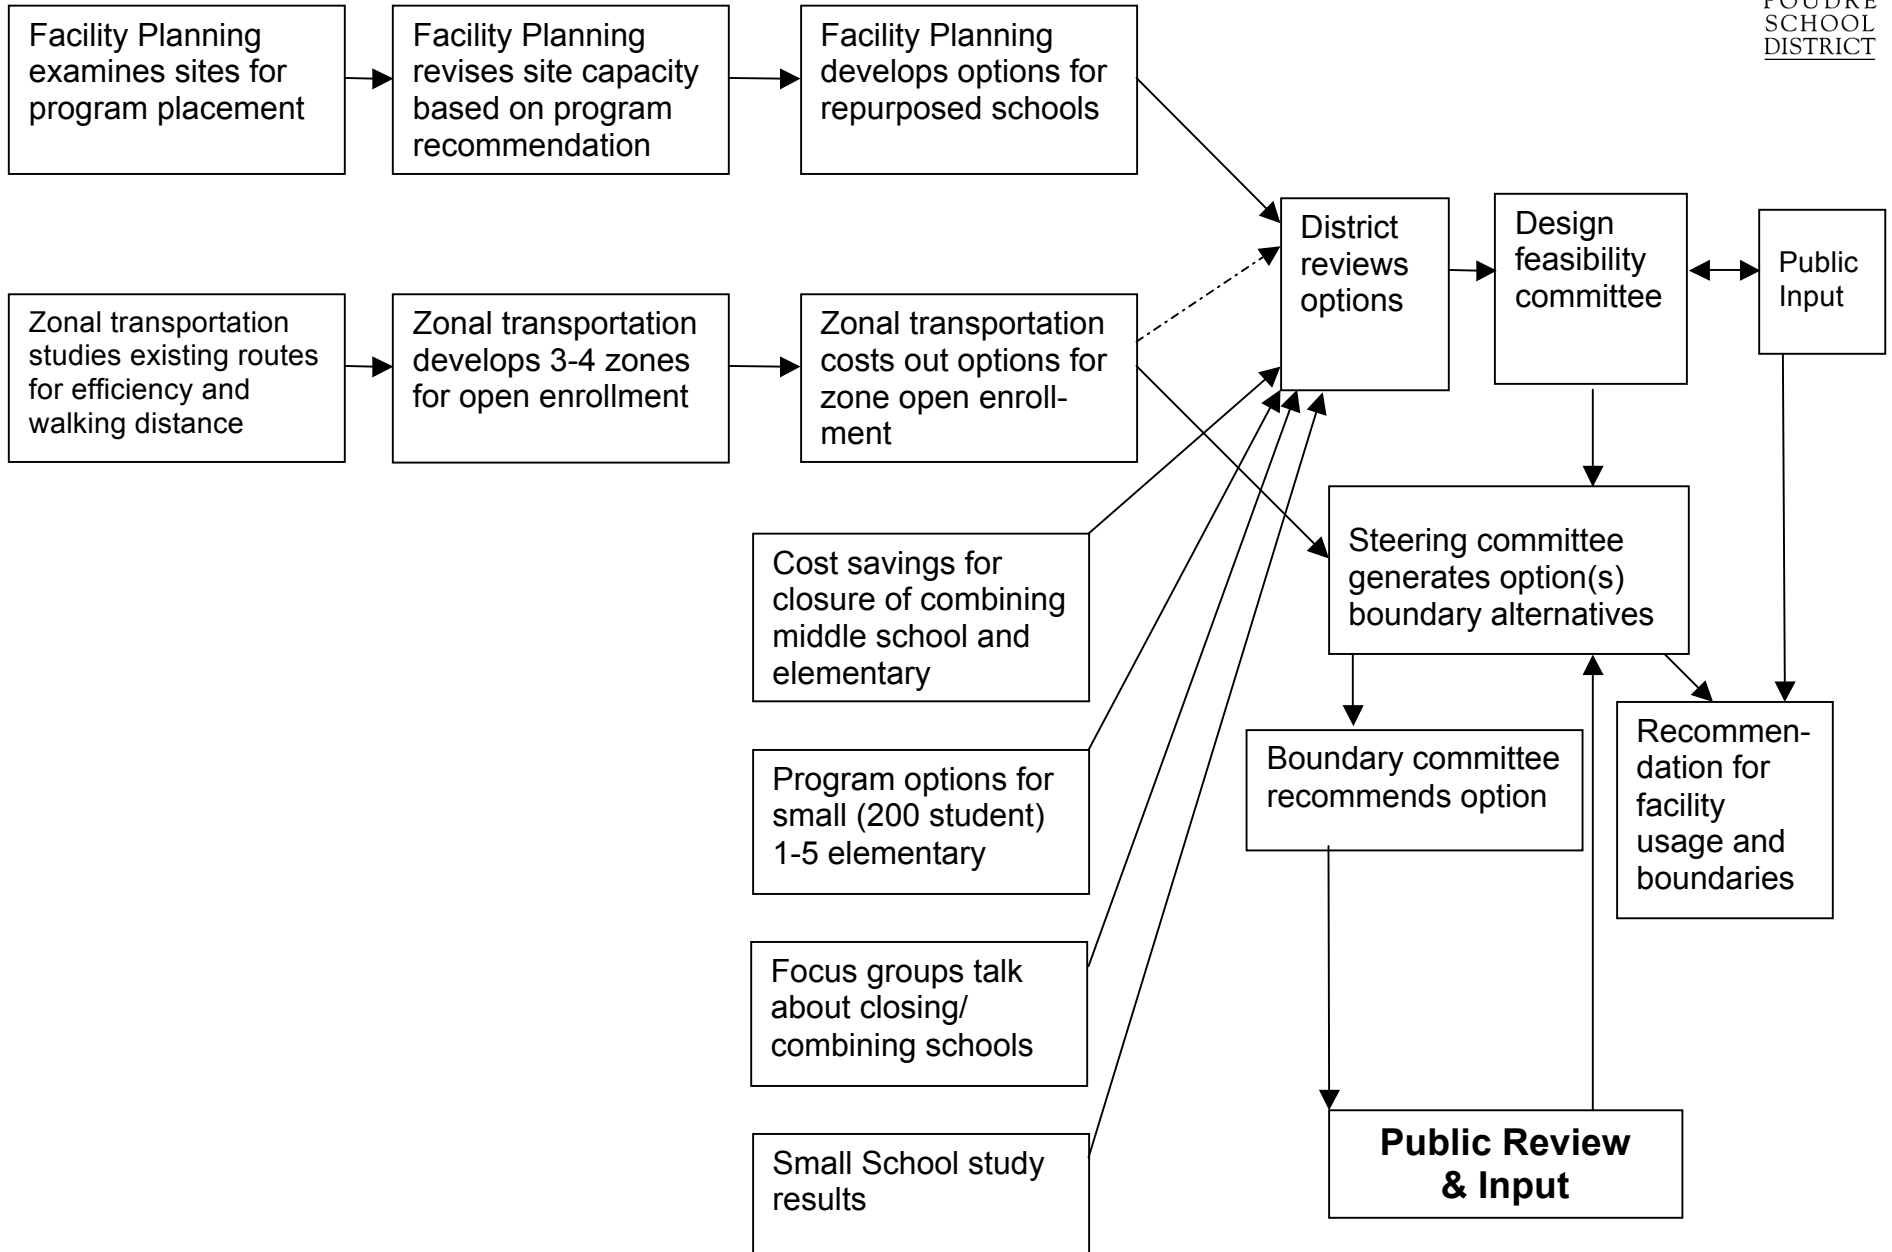 POUDRE
SCHOOL
DISTRICT
Facility Planning
examines sites for
program placement
Facility Planning
revises site capacity
based on program
recommendation
Facility Planning
develops options for
repurposed schools
District
reviews
options
Design
feasibility
committee
Public
Input
Zonal transportation
studies existing routes
for efficiency and
walking distance
Zonal transportation
develops 3-4 zones
for open enrollment
Zonal transportation
costs out options for
zone open enroll-
ment
Cost savings for
closure of combining
middle school and
elementary
Steering committee
generates option(s)
boundary alternatives
Program options for
small (200 student)
1-5 elementary
Boundary committee
recommends option
Recommen-
dation for
facility
usage and
boundaries
Focus groups talk
about closing/
combining schools
Small School study
results
Public Review
& Input